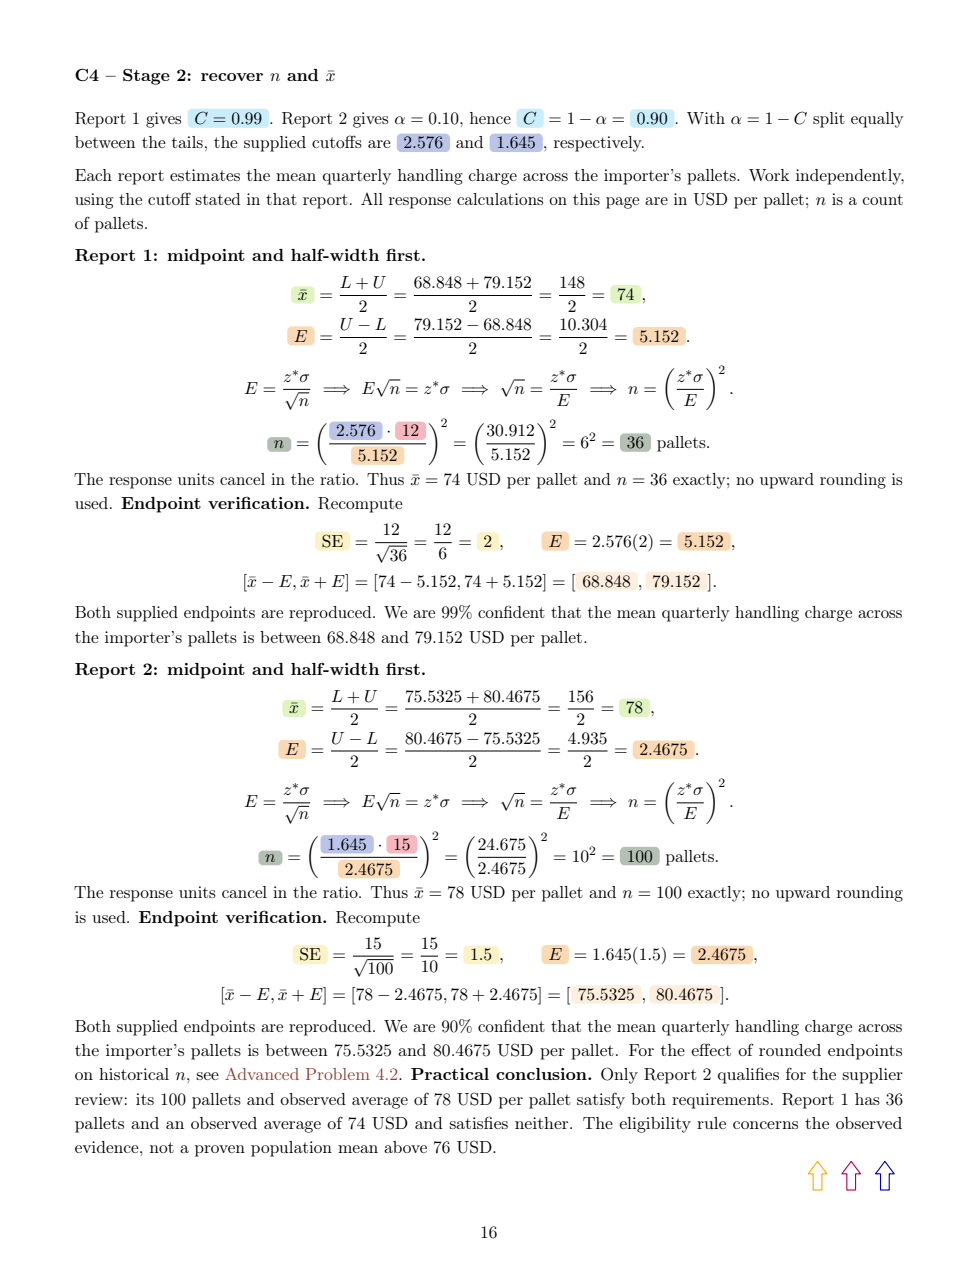 C4 – Stage 2: recover n and x̄
Report 1 gives C = 0.99 . Report 2 gives α = 0.10, hence C = 1 − α = 0.90 . With α = 1 − C split equally
between the tails, the supplied cutoffs are 2.576 and 1.645 , respectively.
Each report estimates the mean quarterly handling charge across the importer’s pallets. Work independently,
using the cutoff stated in that report. All response calculations on this page are in USD per pallet; n is a count
of pallets.
Report 1: midpoint and half-width first.
x̄ = (L + U)/2 = (68.848 + 79.152)/2 = 148/2 = 74 ,
E = (U − L)/2 = (79.152 − 68.848)/2 = 10.304/2 = 5.152 .
E = z*σ/√n ⟹ E√n = z*σ ⟹ √n = z*σ/E ⟹ n = (z*σ/E)² .
n = (2.576 · 12/5.152)² = (30.912/5.152)² = 6² = 36 pallets.
The response units cancel in the ratio. Thus x̄ = 74 USD per pallet and n = 36 exactly; no upward rounding is
used. Endpoint verification. Recompute
SE = 12/√36 = 12/6 = 2 , E = 2.576(2) = 5.152 ,
[x̄ − E, x̄ + E] = [74 − 5.152, 74 + 5.152] = [ 68.848 , 79.152 ].
Both supplied endpoints are reproduced. We are 99% confident that the mean quarterly handling charge across
the importer’s pallets is between 68.848 and 79.152 USD per pallet.
Report 2: midpoint and half-width first.
x̄ = (L + U)/2 = (75.5325 + 80.4675)/2 = 156/2 = 78 ,
E = (U − L)/2 = (80.4675 − 75.5325)/2 = 4.935/2 = 2.4675 .
E = z*σ/√n ⟹ E√n = z*σ ⟹ √n = z*σ/E ⟹ n = (z*σ/E)² .
n = (1.645 · 15/2.4675)² = (24.675/2.4675)² = 10² = 100 pallets.
The response units cancel in the ratio. Thus x̄ = 78 USD per pallet and n = 100 exactly; no upward rounding
is used. Endpoint verification. Recompute
SE = 15/√100 = 15/10 = 1.5 , E = 1.645(1.5) = 2.4675 ,
[x̄ − E, x̄ + E] = [78 − 2.4675, 78 + 2.4675] = [ 75.5325 , 80.4675 ].
Both supplied endpoints are reproduced. We are 90% confident that the mean quarterly handling charge across
the importer’s pallets is between 75.5325 and 80.4675 USD per pallet. For the effect of rounded endpoints
on historical n, see Advanced Problem 4.2. Practical conclusion. Only Report 2 qualifies for the supplier
review: its 100 pallets and observed average of 78 USD per pallet satisfy both requirements. Report 1 has 36
pallets and an observed average of 74 USD and satisfies neither. The eligibility rule concerns the observed
evidence, not a proven population mean above 76 USD.
16